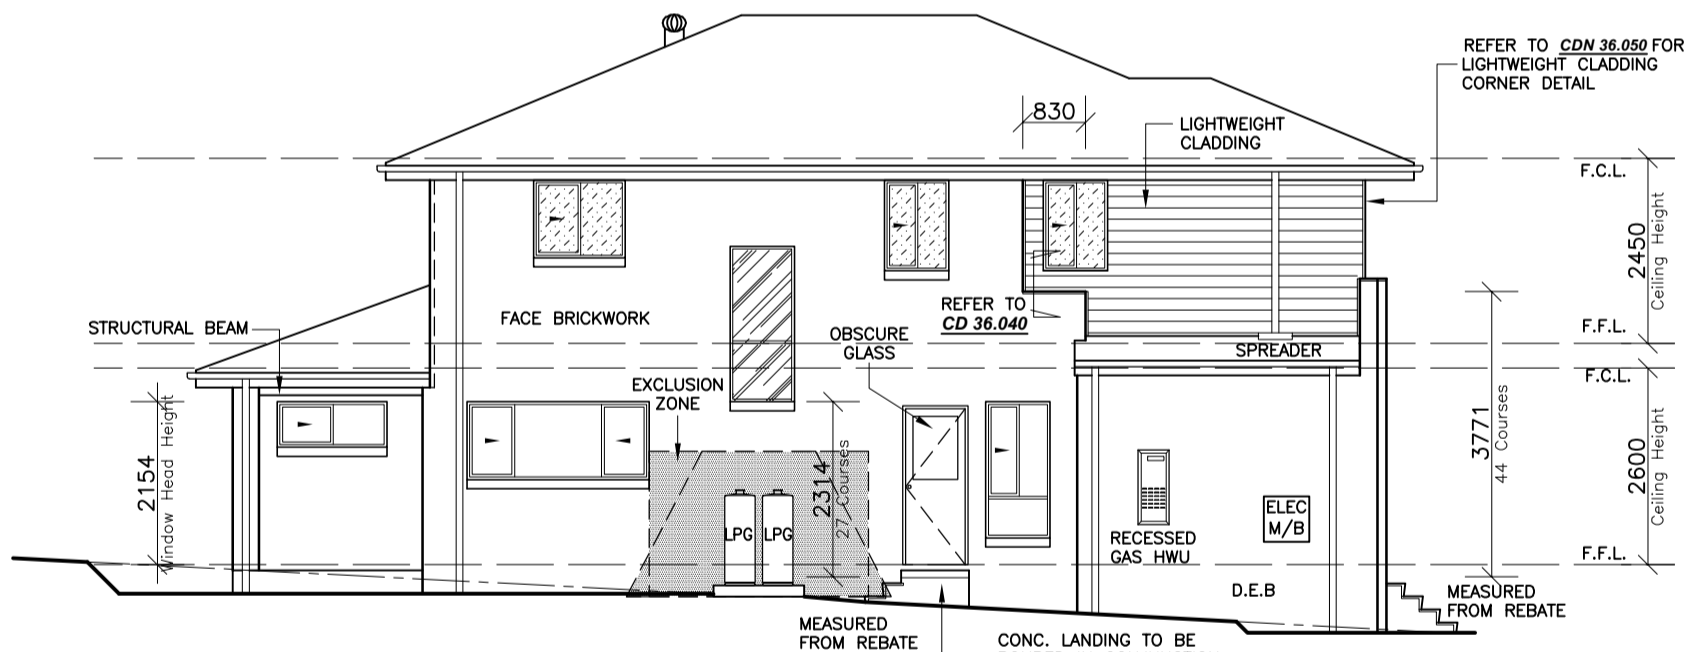 REFER TO CDN 36.050 FOR
LIGHTWEIGHT CLADDING
CORNER DETAIL
830
LIGHTWEIGHT
CLADDING
F.C.L.
2450
Ceiling Height
FACE BRICKWORK
STRUCTURAL BEAM
REFER TO
CD 36.040
OBSCURE
GLASS
F.F.L.
SPREADER
EXCLUSION
ZONE
F.C.L.
2154
Window Head Height
2314
27 Courses
3771
44 Courses
2600
Ceiling Height
LPG
LPG
ELEC
M/B
RECESSED
GAS HWU
F.F.L.
D.E.B
MEASURED
FROM REBATE
MEASURED
FROM REBATE
CONC. LANDING TO BE